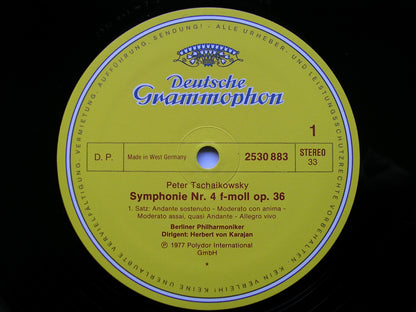 VERMIETUNG · AUFFÜHRUNG, SENDUNG! - ALLE URHEBER- UND LEISTUNGSSCHUTZRECHTE VORBEHALTEN · KEIN VERLEIH! KEINE UNERLAUBTE VERVIELFÄLTIGUNG,
Deutsche
Grammophon
1
D. P.
Made in West Germany
2530 883
STEREO
33
Peter Tschaikowsky
Symphonie Nr. 4 f-moll op. 36
1. Satz: Andante sostenuto - Moderato con anima -
Moderato assai, quasi Andante - Allegro vivo
Berliner Philharmoniker
Dirigent: Herbert von Karajan
Ⓟ 1977 Polydor International
GmbH
*